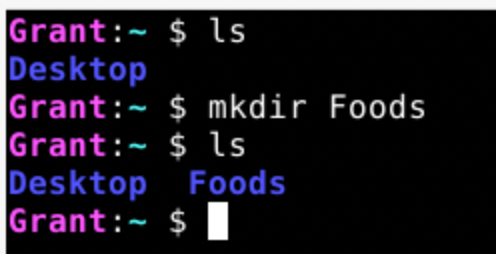 Grant:~ $ ls
Desktop
Grant:~ $ mkdir Foods
Grant:~ $ ls
Desktop  Foods
Grant:~ $